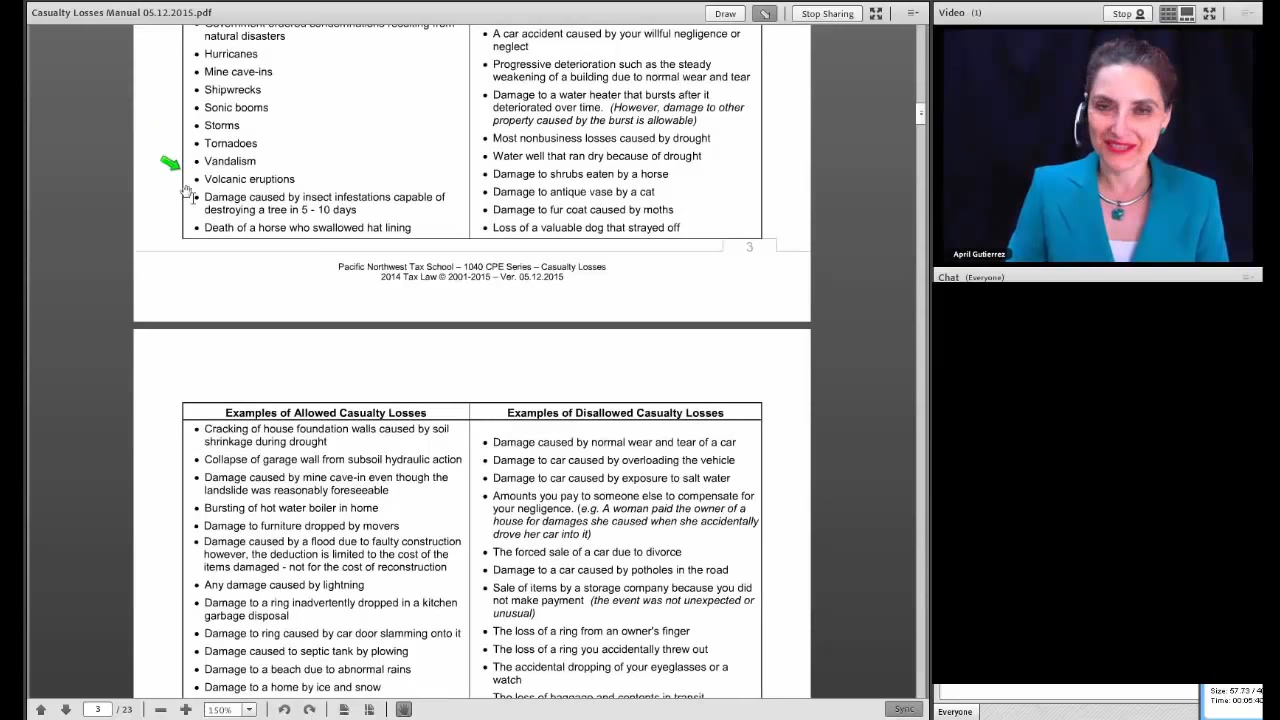 Casualty Losses Manual 05.12.2015.pdf
Draw
Stop Sharing
Government ordered condemnations resulting from
natural disasters
• Hurricanes
• Mine cave-ins
• Shipwrecks
• Sonic booms
• Storms
• Tornadoes
• Vandalism
• Volcanic eruptions
• Damage caused by insect infestations capable of
destroying a tree in 5 - 10 days
• Death of a horse who swallowed hat lining
• A car accident caused by your willful negligence or
neglect
• Progressive deterioration such as the steady
weakening of a building due to normal wear and tear
• Damage to a water heater that bursts after it
deteriorated over time. (However, damage to other
property caused by the burst is allowable)
• Most nonbusiness losses caused by drought
• Water well that ran dry because of drought
• Damage to shrubs eaten by a horse
• Damage to antique vase by a cat
• Damage to fur coat caused by moths
• Loss of a valuable dog that strayed off
3
Pacific Northwest Tax School – 1040 CPE Series – Casualty Losses
2014 Tax Law © 2001-2015 – Ver. 05.12.2015
Examples of Allowed Casualty Losses
• Cracking of house foundation walls caused by soil
shrinkage during drought
• Collapse of garage wall from subsoil hydraulic action
• Damage caused by mine cave-in even though the
landslide was reasonably foreseeable
• Bursting of hot water boiler in home
• Damage to furniture dropped by movers
• Damage caused by a flood due to faulty construction
however, the deduction is limited to the cost of the
items damaged - not for the cost of reconstruction
• Any damage caused by lightning
• Damage to a ring inadvertently dropped in a kitchen
garbage disposal
• Damage to ring caused by car door slamming onto it
• Damage caused to septic tank by plowing
• Damage to a beach due to abnormal rains
• Damage to a home by ice and snow
Examples of Disallowed Casualty Losses
• Damage caused by normal wear and tear of a car
• Damage to car caused by overloading the vehicle
• Damage to car caused by exposure to salt water
• Amounts you pay to someone else to compensate for
your negligence. (e.g. A woman paid the owner of a
house for damages she caused when she accidentally
drove her car into it)
• The forced sale of a car due to divorce
• Damage to a car caused by potholes in the road
• Sale of items by a storage company because you did
not make payment (the event was not unexpected or
unusual)
• The loss of a ring from an owner's finger
• The loss of a ring you accidentally threw out
• The accidental dropping of your eyeglasses or a
watch
The loss of baggage and contents in transit
3 / 23
150%
Sync
Video (1)
Stop
April Gutierrez
Chat (Everyone)
Everyone
Size: 57.73 /
Time: 00:05:4